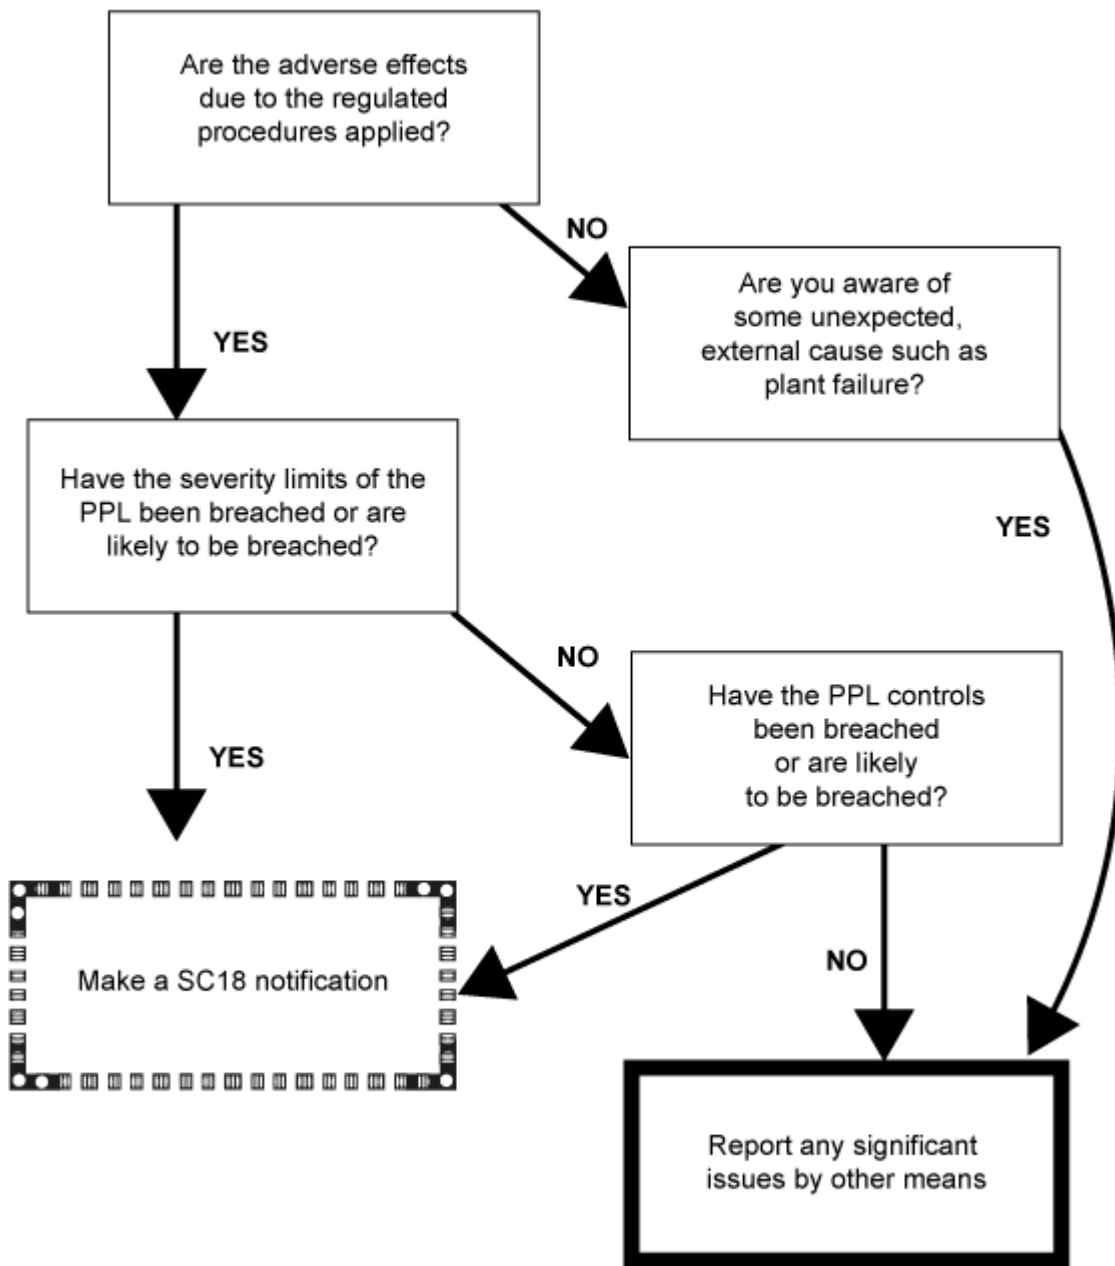 Are the adverse effects
due to the regulated
procedures applied?
NO
Are you aware of
some unexpected,
external cause such as
plant failure?
YES
Have the severity limits of the
PPL been breached or are
likely to be breached?
YES
NO
Have the PPL controls
been breached
or are likely
to be breached?
YES
YES
Make a SC18 notification
NO
Report any significant
issues by other means